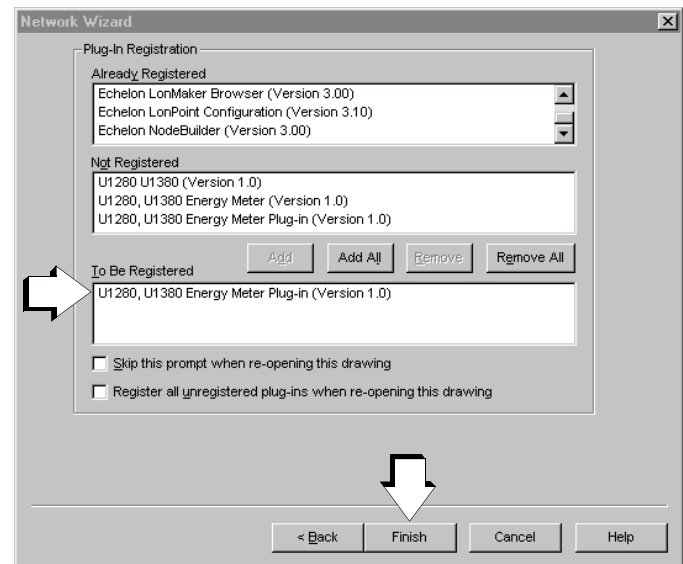 Network Wizard
Plug-In Registration
Already Registered
Echelon LonMaker Browser (Version 3.00)
Echelon LonPoint Configuration (Version 3.10)
Echelon NodeBuilder (Version 3.00)
Not Registered
U1280 U1380 (Version 1.0)
U1280, U1380 Energy Meter (Version 1.0)
U1280, U1380 Energy Meter Plug-in (Version 1.0)
Add Add All Remove Remove All
To Be Registered
U1280, U1380 Energy Meter Plug-in (Version 1.0)
Skip this prompt when re-opening this drawing
Register all unregistered plug-ins when re-opening this drawing
< Back Finish Cancel Help